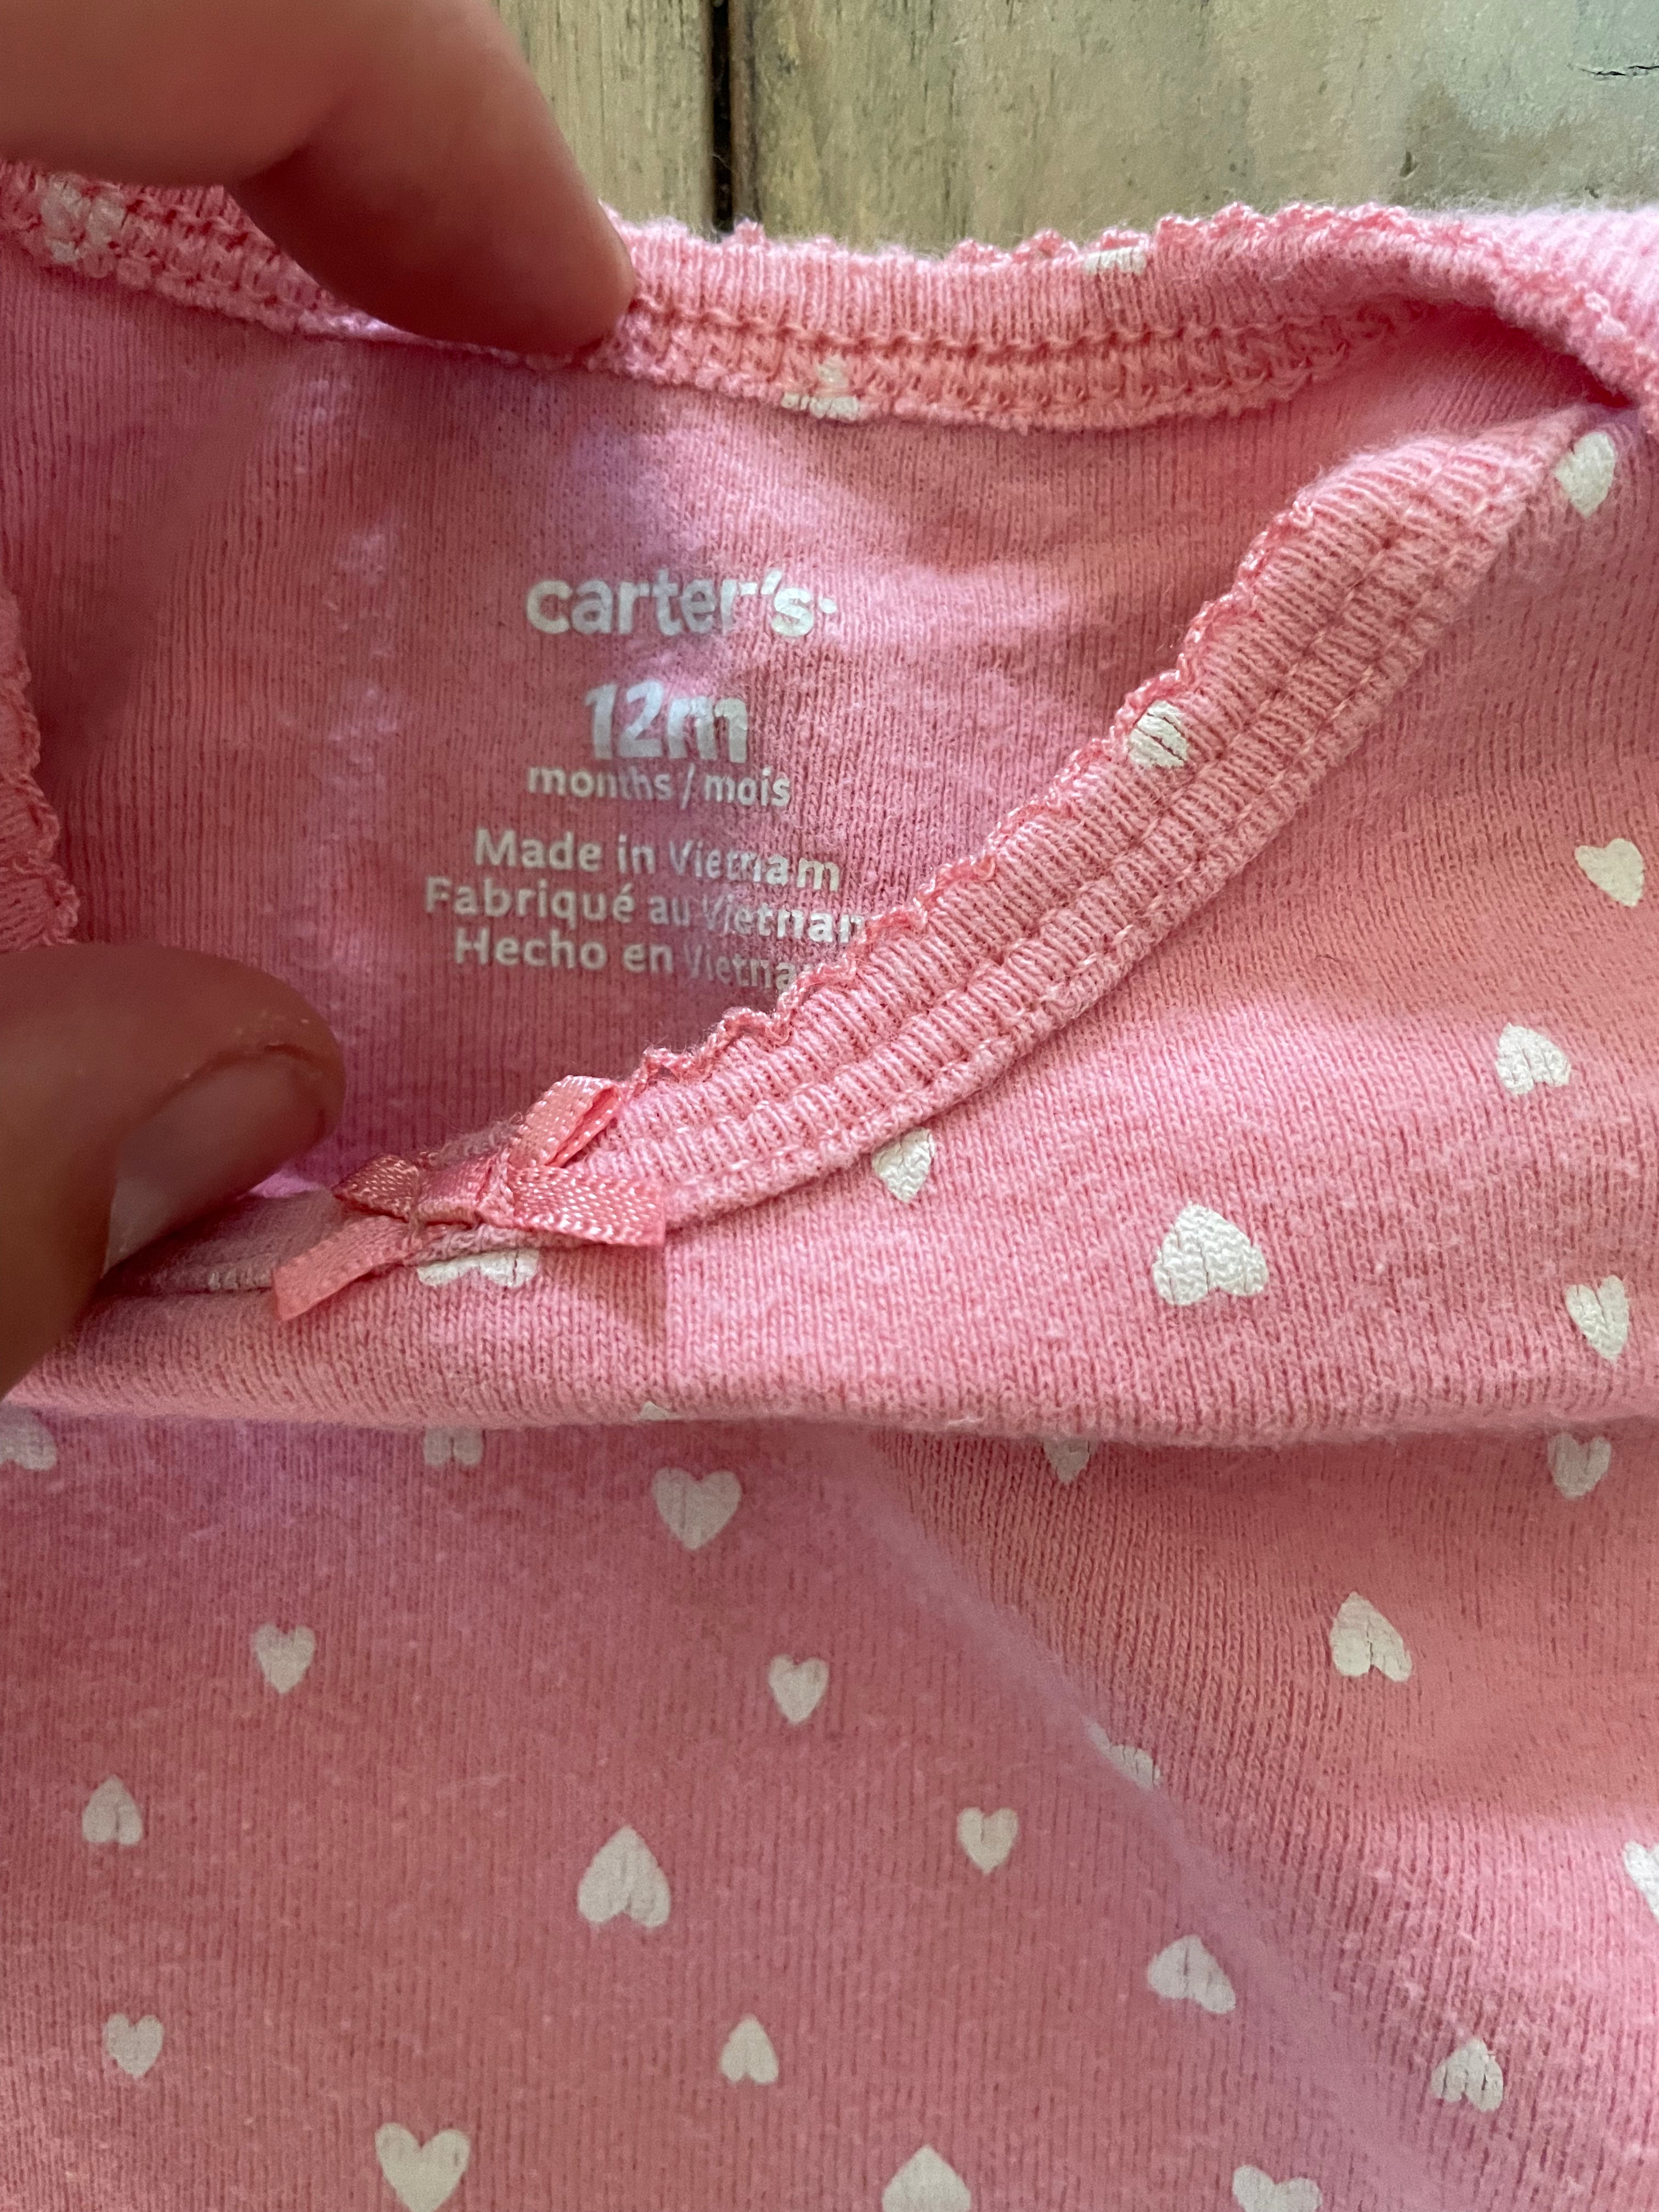 carter's
12m
months / mois
Made in Vietnam
Fabriqué au Vietnam
Hecho en Vietnam